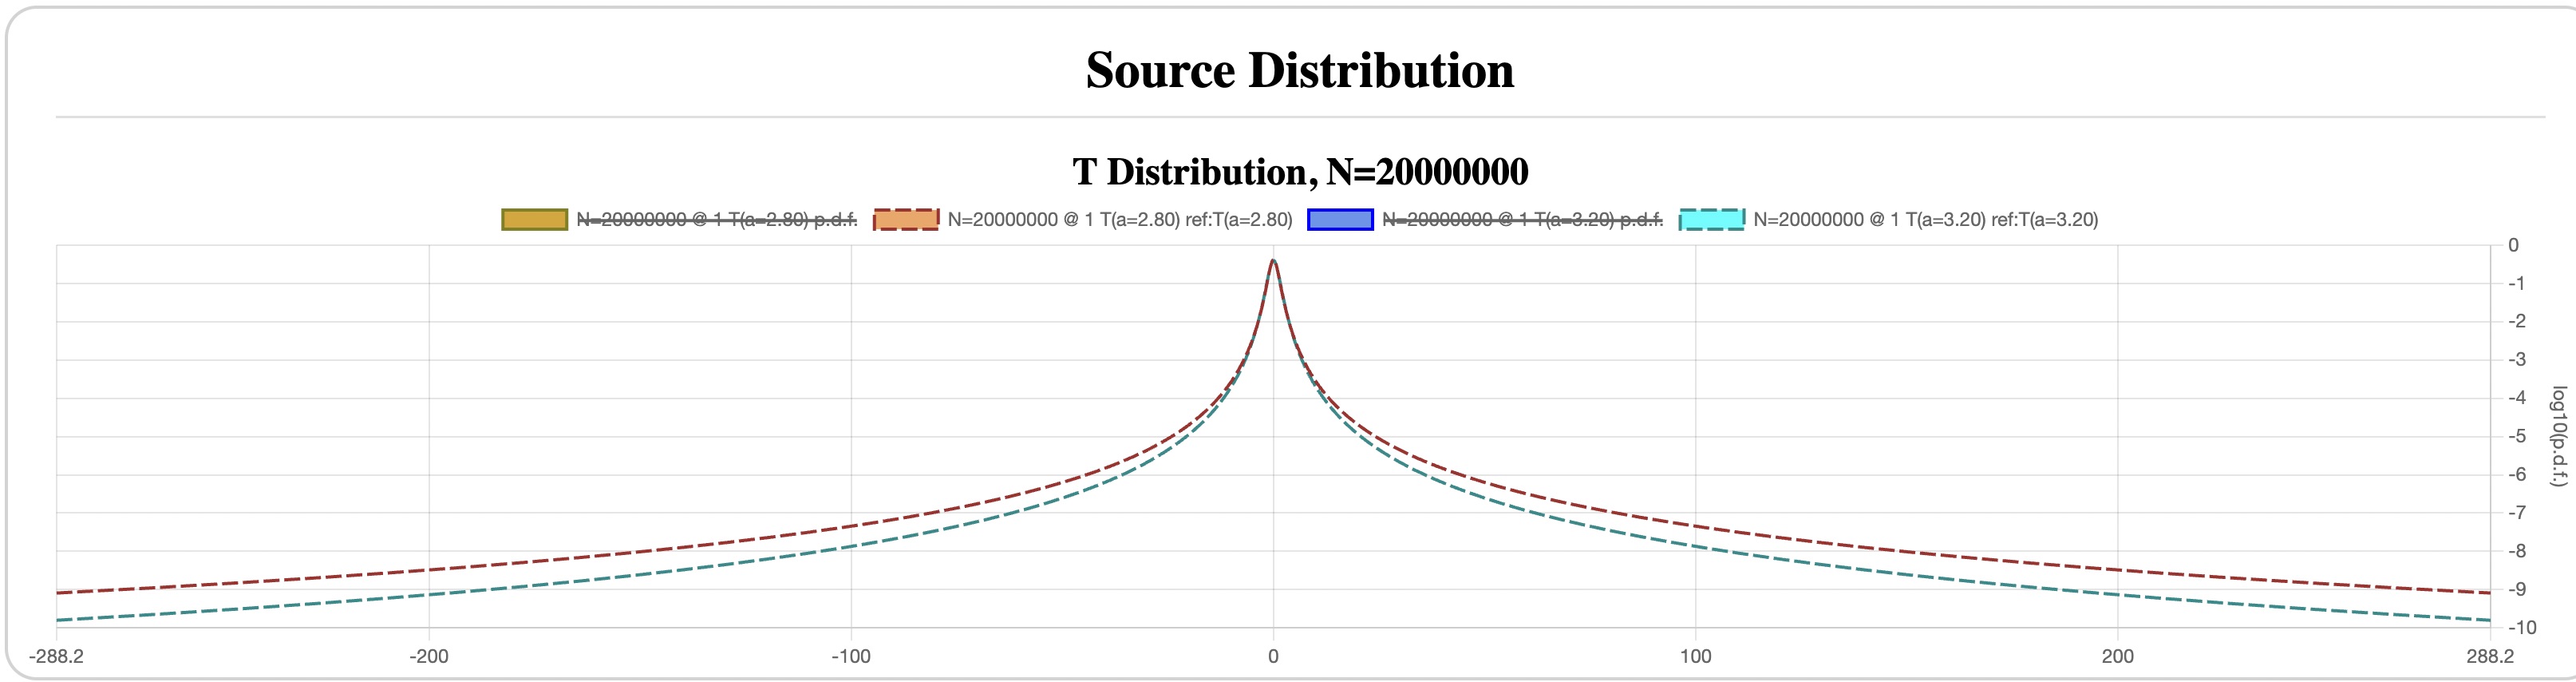 Source Distribution
T Distribution, N=20000000
N=20000000 @ 1 T(a=2.80) p.d.f. N=20000000 @ 1 T(a=2.80) ref:T(a=2.80) N=20000000 @ 1 T(a=3.20) p.d.f. N=20000000 @ 1 T(a=3.20) ref:T(a=3.20)
0
-1
-2
-3
-4
-5
-6
-7
-8
-9
-10
log10(p.d.f.)
-288.2 -200 -100 0 100 200 288.2